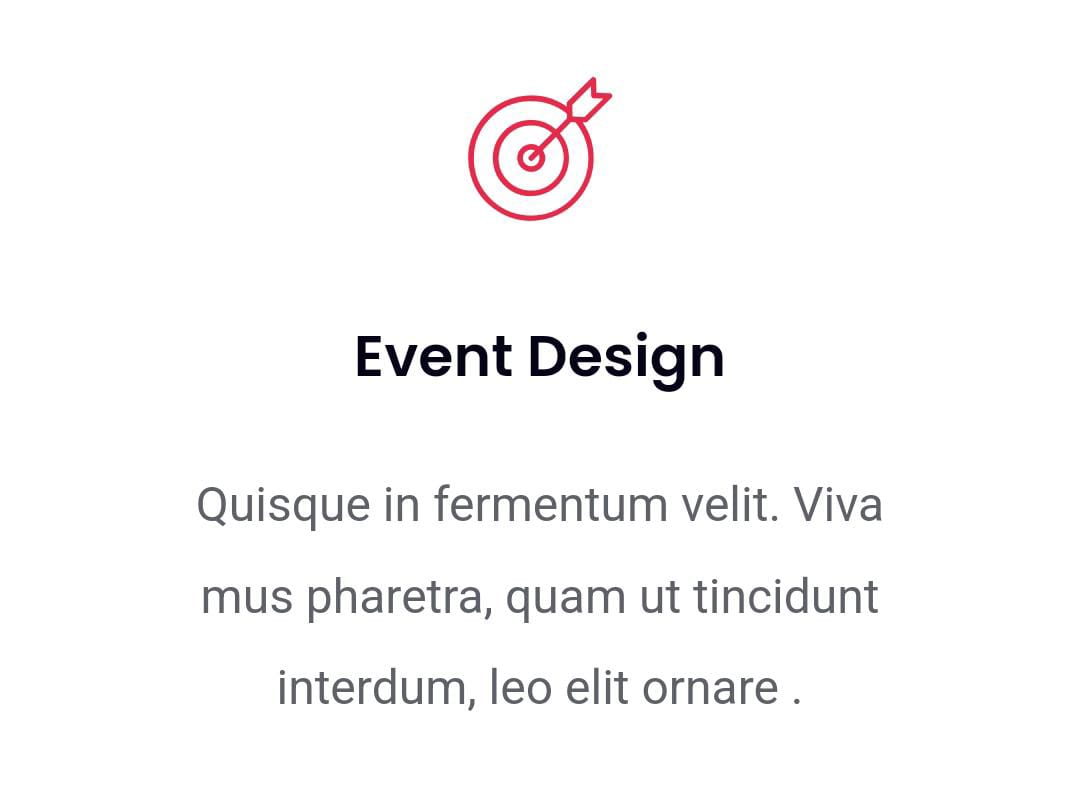 Event Design
Quisque in fermentum velit. Viva
mus pharetra, quam ut tincidunt
interdum, leo elit ornare .